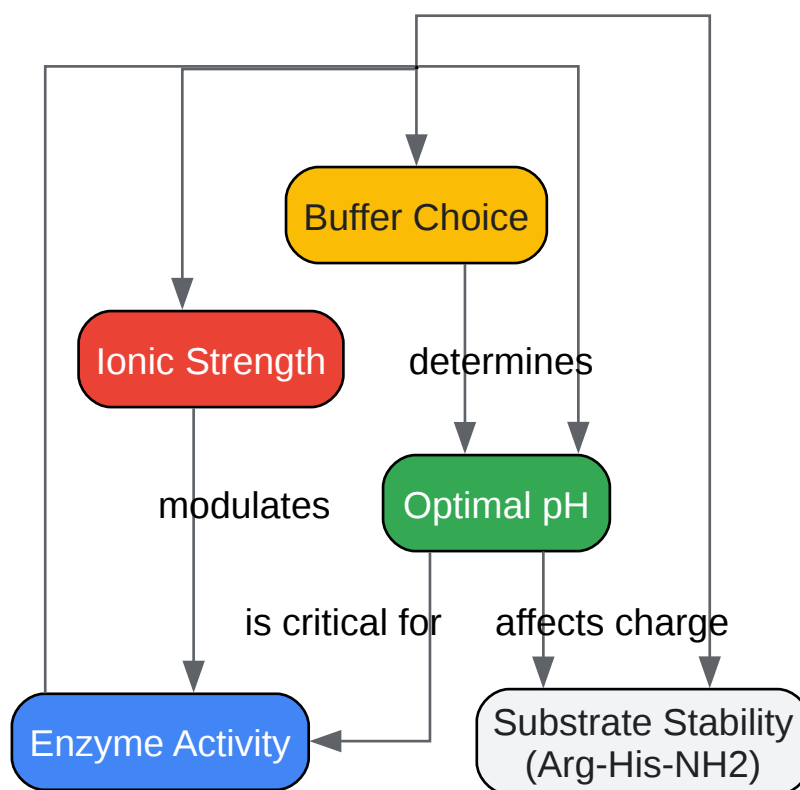 Buffer Choice
Ionic Strength
determines
modulates
Optimal pH
is critical for
affects charge
Enzyme Activity
Substrate Stability
(Arg-His-NH2)